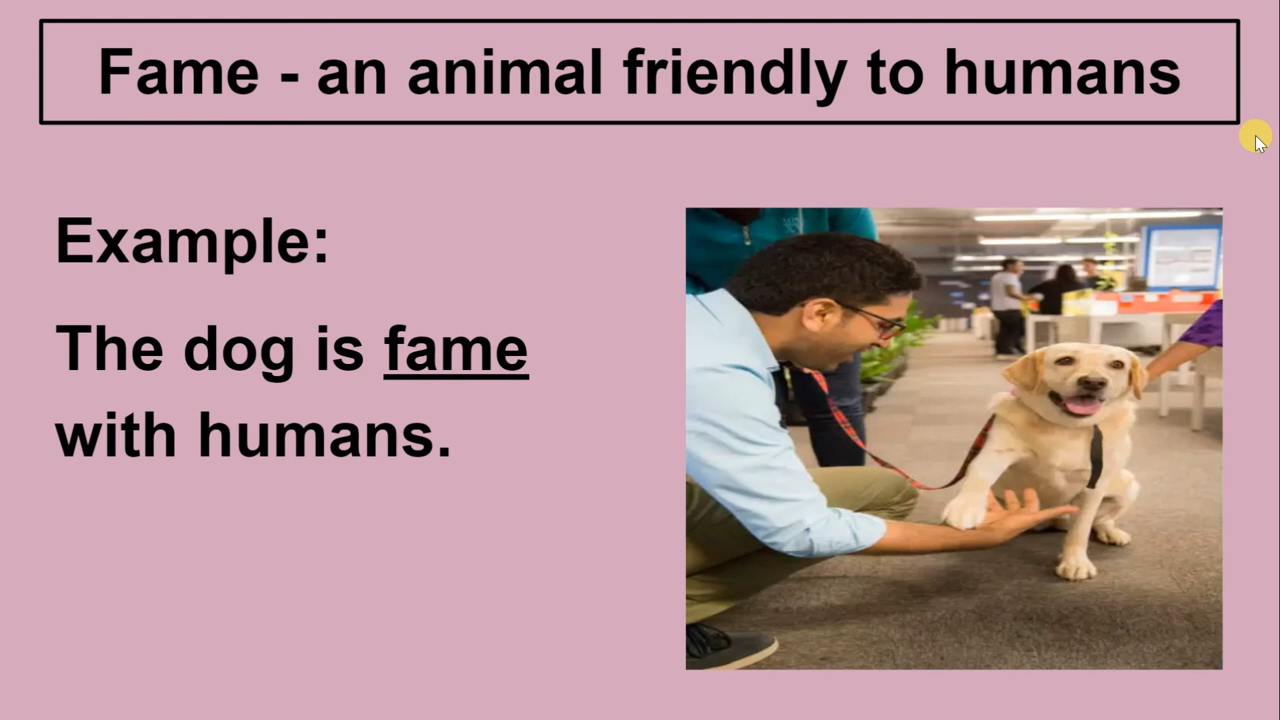 Fame - an animal friendly to humans
Example:
The dog is fame
with humans.